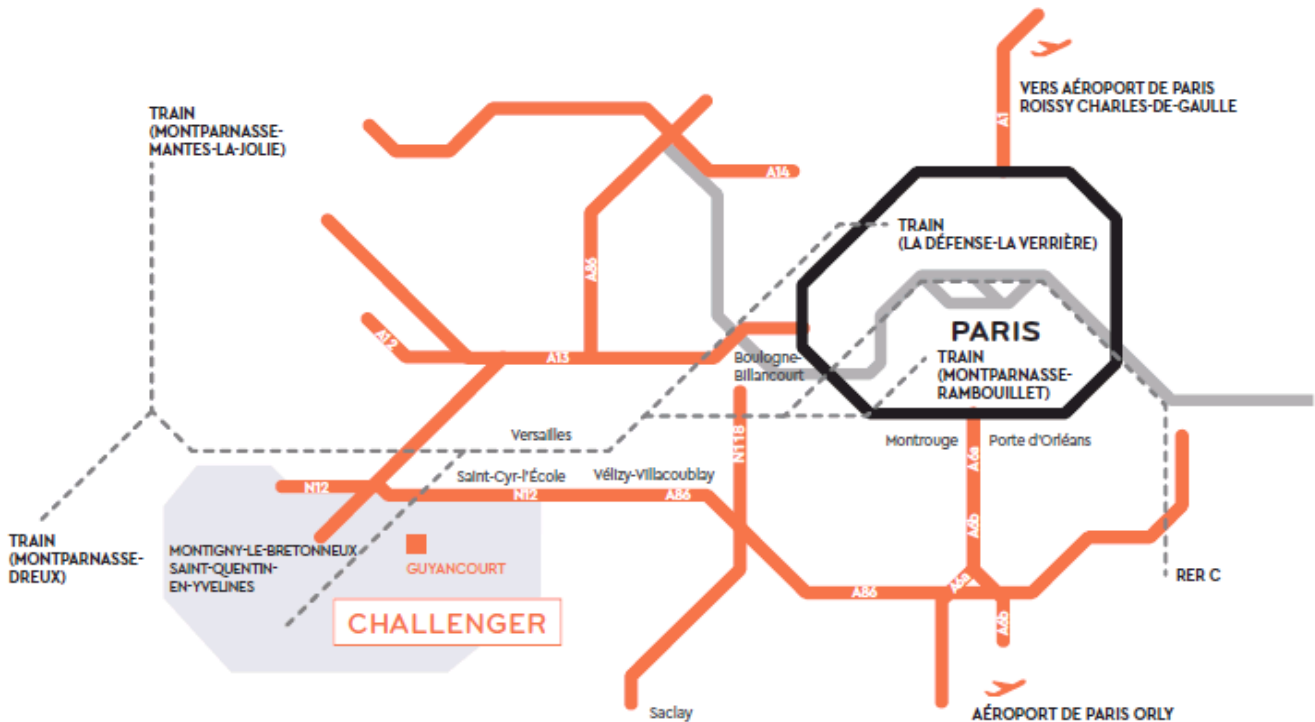 VERS AÉROPORT DE PARIS
ROISSY CHARLES-DE-GAULLE
A1
TRAIN
(MONTPARNASSE-
MANTES-LA-JOLIE)
A14
TRAIN
(LA DÉFENSE-LA VERRIÈRE)
A86
A12
A13
PARIS
Boulogne-
Billancourt
TRAIN
(MONTPARNASSE-
RAMBOUILLET)
Versailles
N118
Montrouge
Porte d'Orléans
A6a
Saint-Cyr-l'École
Vélizy-Villacoublay
N12
N12
A86
A6b
TRAIN
(MONTPARNASSE-
DREUX)
MONTIGNY-LE-BRETONNEUX
SAINT-QUENTIN-
EN-YVELINES
GUYANCOURT
RER C
A6a
A86
CHALLENGER
A6b
Saclay
AÉROPORT DE PARIS ORLY